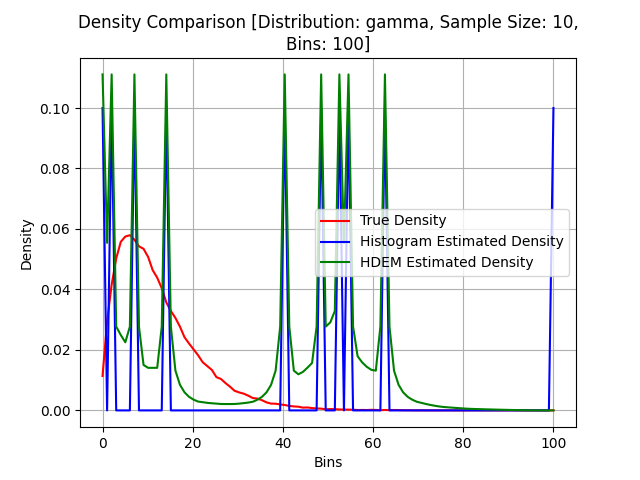 Density Comparison [Distribution: gamma, Sample Size: 10,
Bins: 100]
Density
0.10
0.08
0.06
0.04
0.02
0.00
True Density
Histogram Estimated Density
HDEM Estimated Density
0 20 40 60 80 100
Bins